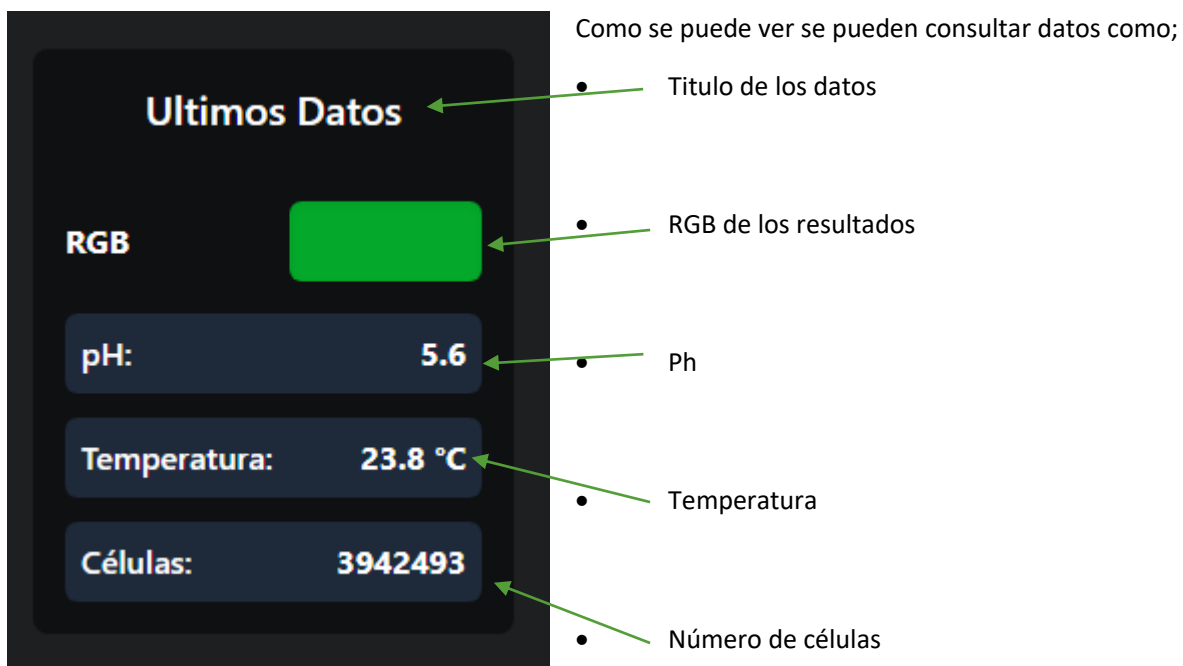 Ultimos Datos
RGB
pH: 5.6
Temperatura: 23.8 °C
Células: 3942493
Como se puede ver se pueden consultar datos como;
• Titulo de los datos
• RGB de los resultados
• Ph
• Temperatura
• Número de células